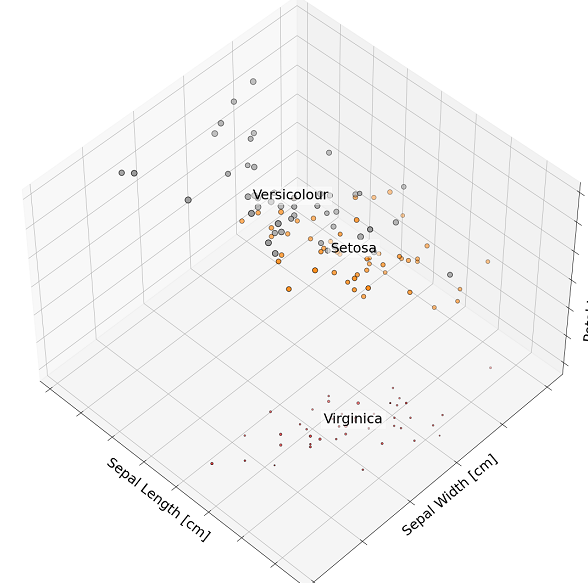 Versicolour
Setosa
Virginica
Sepal Length [cm]
Sepal Width [cm]